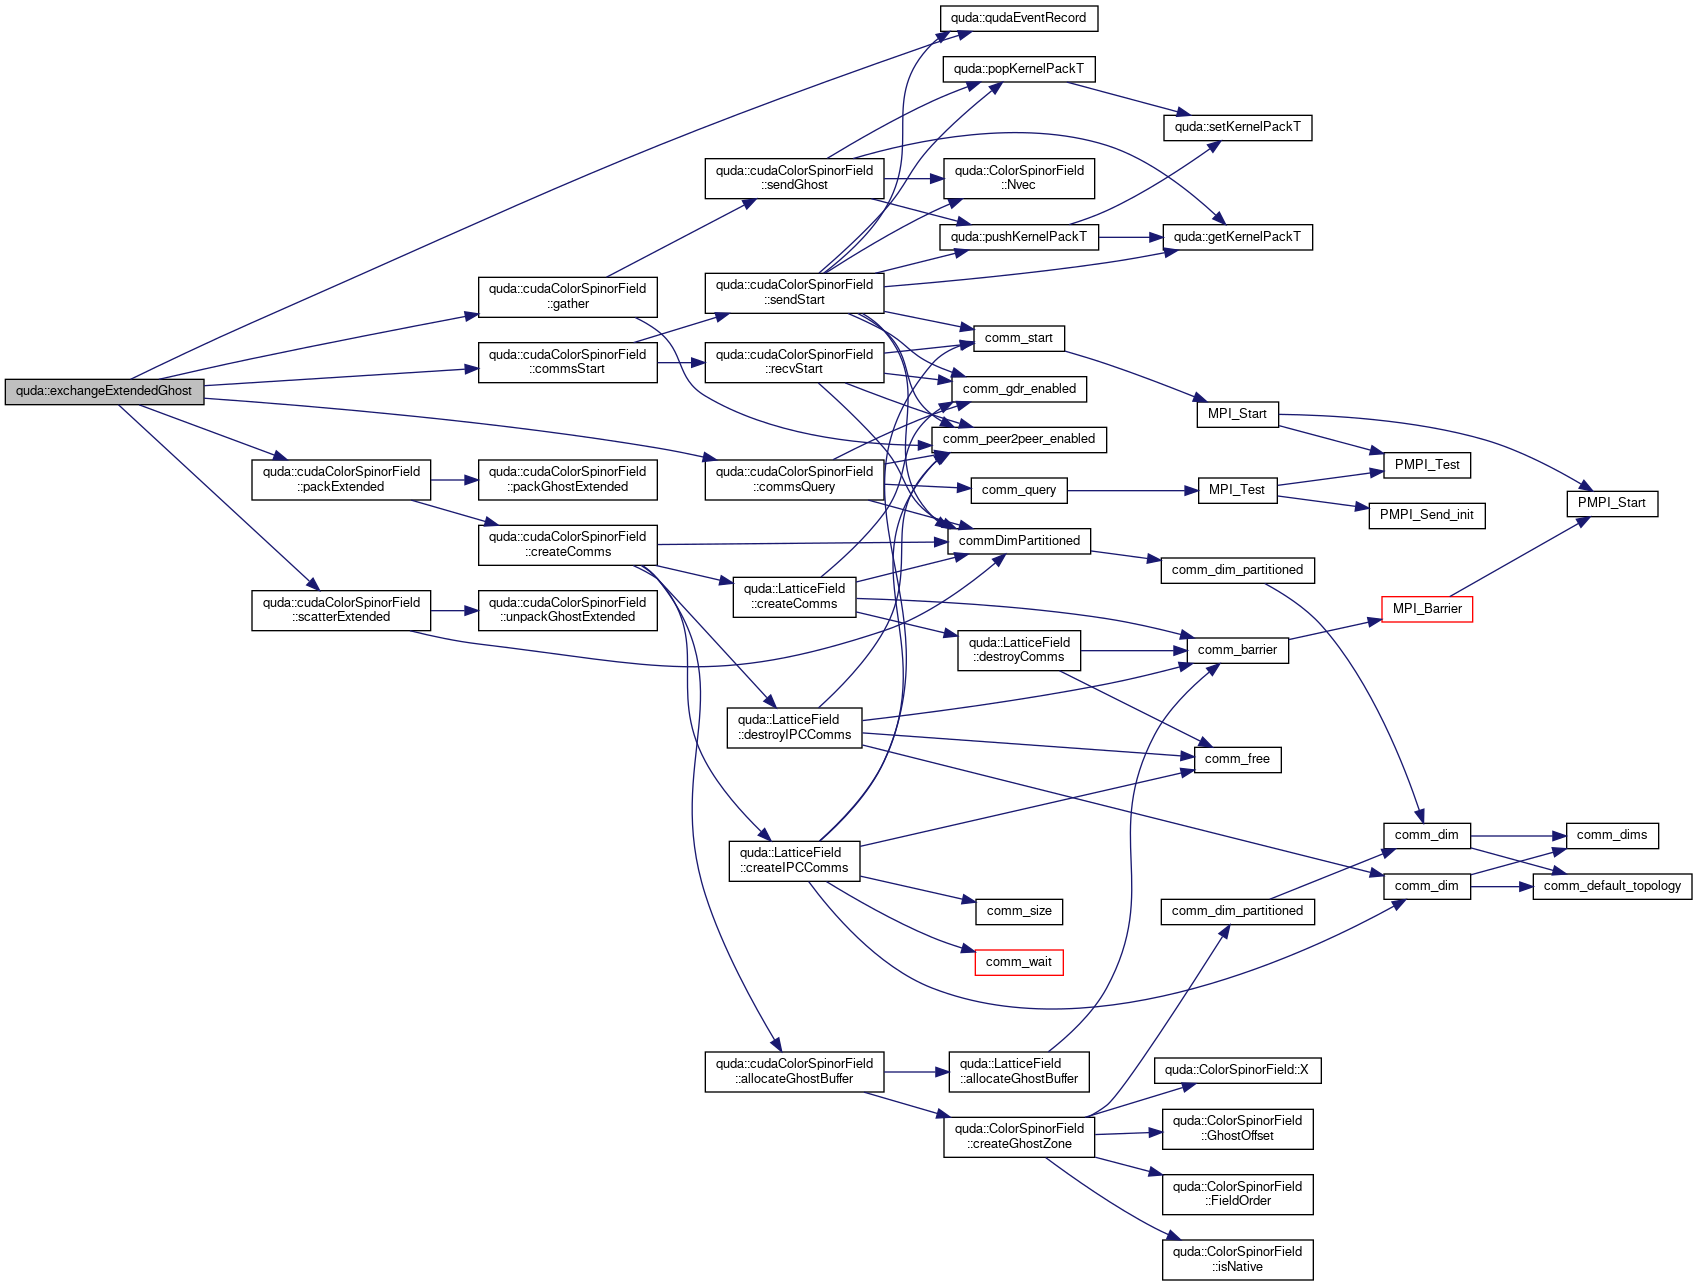 quda::exchangeExtendedGhost
quda::cudaColorSpinorField
::packExtended
quda::cudaColorSpinorField
::scatterExtended
quda::cudaColorSpinorField
::gather
quda::cudaColorSpinorField
::commsStart
quda::cudaColorSpinorField
::packGhostExtended
quda::cudaColorSpinorField
::createComms
quda::cudaColorSpinorField
::unpackGhostExtended
quda::cudaColorSpinorField
::sendGhost
quda::cudaColorSpinorField
::sendStart
quda::cudaColorSpinorField
::recvStart
quda::cudaColorSpinorField
::commsQuery
quda::LatticeField
::createComms
quda::LatticeField
::destroyIPCComms
quda::LatticeField
::createIPCComms
quda::cudaColorSpinorField
::allocateGhostBuffer
quda::qudaEventRecord
quda::popKernelPackT
quda::ColorSpinorField
::Nvec
quda::pushKernelPackT
comm_start
comm_gdr_enabled
comm_peer2peer_enabled
comm_query
commDimPartitioned
quda::LatticeField
::destroyComms
comm_size
comm_wait
quda::LatticeField
::allocateGhostBuffer
quda::ColorSpinorField
::createGhostZone
quda::setKernelPackT
quda::getKernelPackT
MPI_Start
MPI_Test
comm_dim_partitioned
comm_barrier
comm_free
comm_dim_partitioned
quda::ColorSpinorField::X
quda::ColorSpinorField
::GhostOffset
quda::ColorSpinorField
::FieldOrder
quda::ColorSpinorField
::isNative
PMPI_Test
PMPI_Send_init
MPI_Barrier
comm_dim
comm_dim
PMPI_Start
comm_dims
comm_default_topology